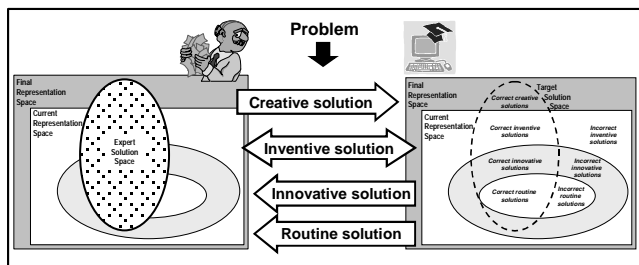 Problem
Final
Representation
Space
Current
Representation
Space
Expert
Solution
Space
Creative solution
Inventive solution
Innovative solution
Routine solution
Final
Representation
Space
Target
Solution
Space
Correct creative
solutions
Current
Representation
Space
Correct inventive
solutions
Incorrect
inventive
solutions
Correct innovative
solutions
Incorrect
innovative
solutions
Correct routine
solutions
Incorrect
routine
solutions